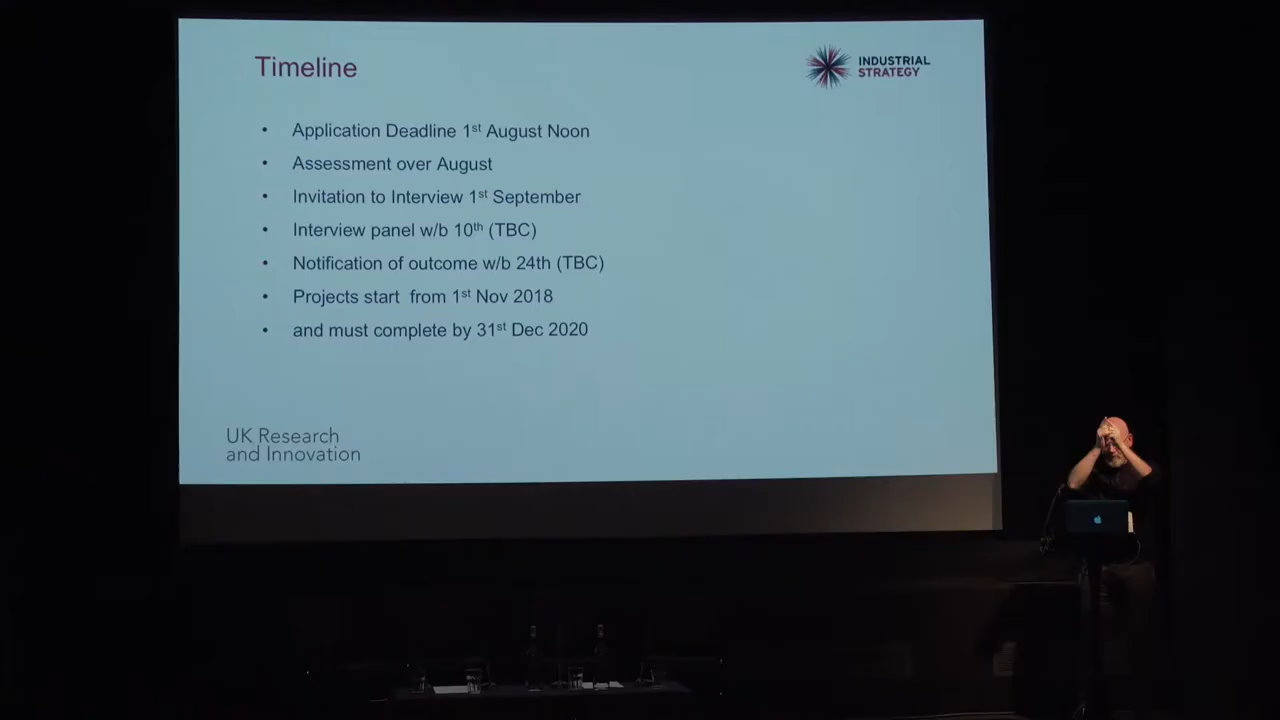 Timeline
INDUSTRIAL
STRATEGY
• Application Deadline 1st August Noon
• Assessment over August
• Invitation to Interview 1st September
• Interview panel w/b 10th (TBC)
• Notification of outcome w/b 24th (TBC)
• Projects start  from 1st Nov 2018
• and must complete by 31st Dec 2020
UK Research
and Innovation